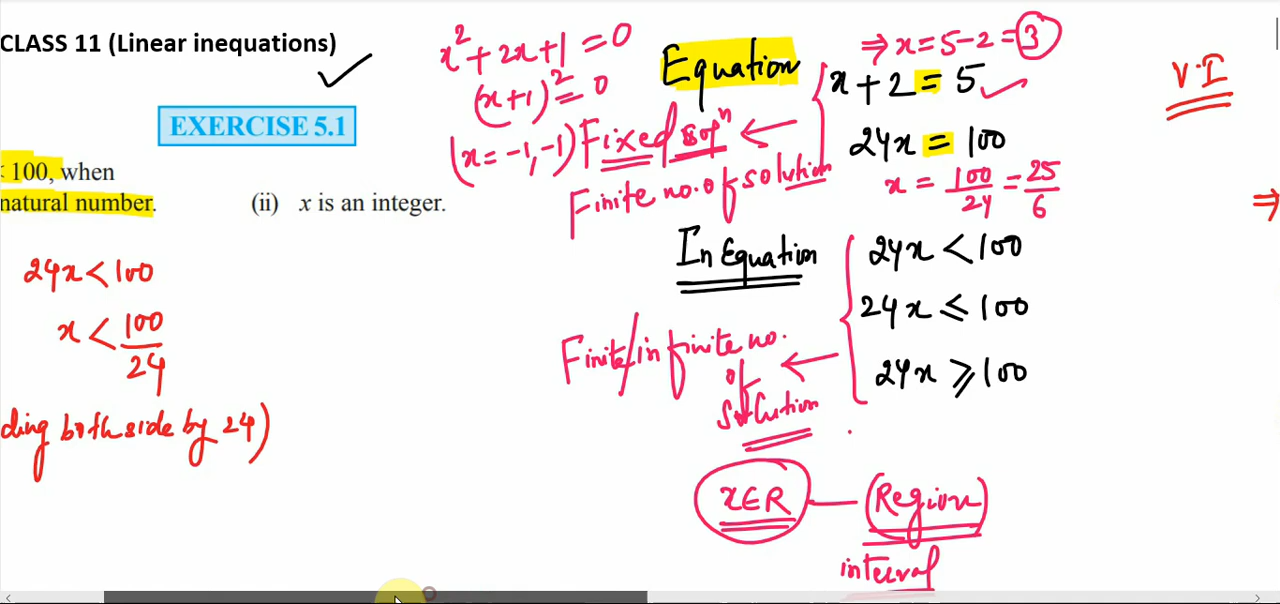 CLASS 11 (Linear inequations)
EXERCISE 5.1
< 100, when
natural number.
(ii) x is an integer.
24x < 100
x < 100/24
ding both side by 24)
x² + 2x + 1 = 0
(x+1)² = 0
(x = -1, -1)
Equation
⇒ x = 5 - 2 = 3
x + 2 = 5
24x = 100
x = 100/24 = 25/6
Fixed solⁿ
Finite no. of solution
In Equation
24x < 100
24x ⩽ 100
24x ⩾ 100
Finite/infinite no.
of
solution
x∈R
(Region)
interval
V.I
⇒